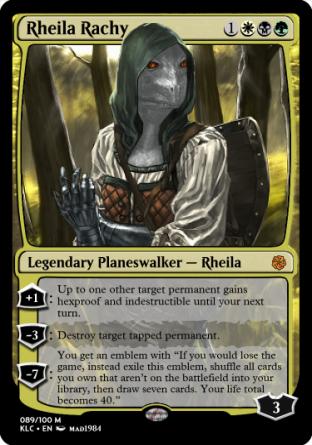 Rheila Rachy 1
Legendary Planeswalker — Rheila
+1: Up to one other target permanent gains
hexproof and indestructible until your next
turn.
-3: Destroy target tapped permanent.
You get an emblem with “If you would lose the
game, instead exile this emblem, shuffle all cards
-7: you own that aren't on the battlefield into your
library, then draw seven cards. Your life total
becomes 40.”
3
089/100 M
KLC • EN MAD1984